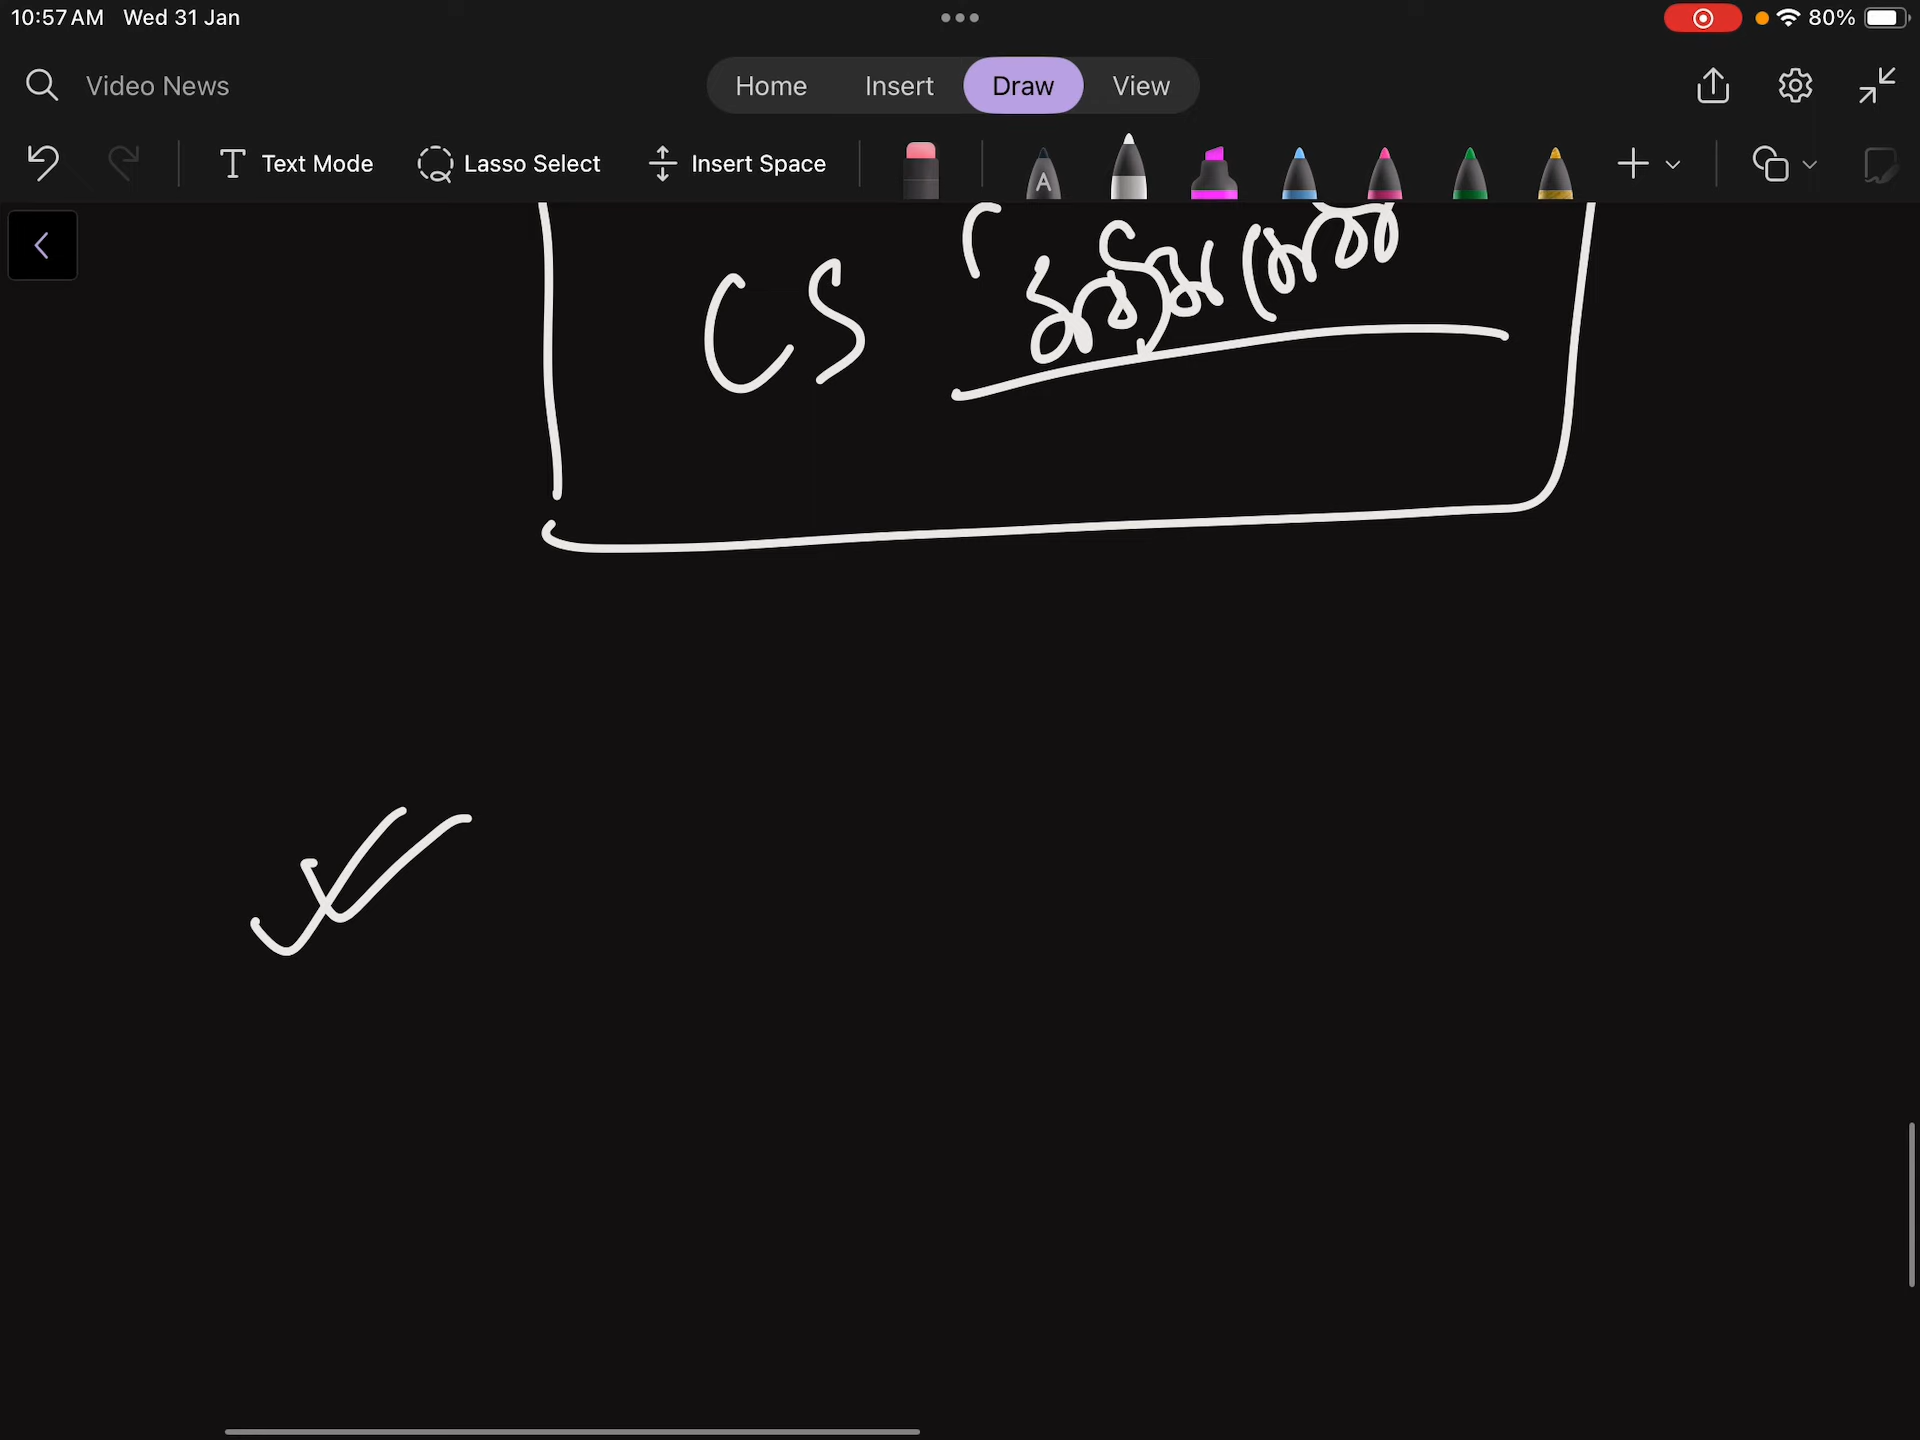 10:57 AM Wed 31 Jan 80%
Video News Home Insert Draw View
Text Mode Lasso Select Insert Space A
CS